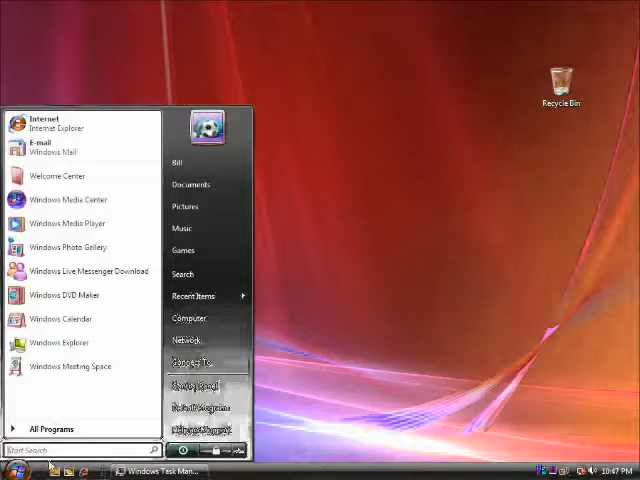 Internet
Internet Explorer
E-mail
Windows Mail
Welcome Center
Windows Media Center
Windows Media Player
Windows Photo Gallery
Windows Live Messenger Download
Windows DVD Maker
Windows Calendar
Windows Explorer
Windows Meeting Space
All Programs
Start Search
Bill
Documents
Pictures
Music
Games
Search
Recent Items
Computer
Network
Connect To
Control Panel
Default Programs
Help and Support
Recycle Bin
Windows Task Man...
10:47 PM